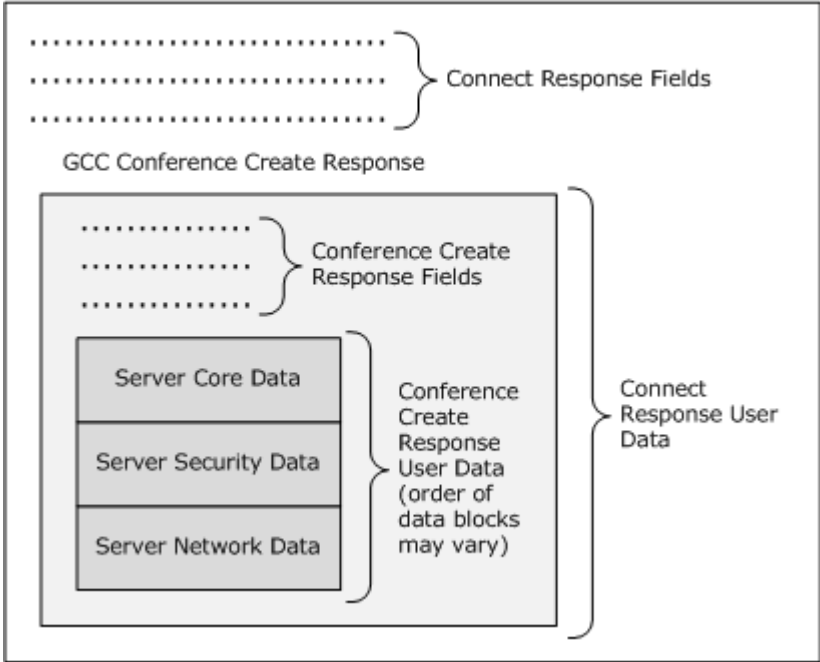 Connect Response Fields
GCC Conference Create Response
Conference Create
Response Fields
Server Core Data
Server Security Data
Server Network Data
Conference
Create
Response
User Data
(order of
data blocks
may vary)
Connect
Response User
Data